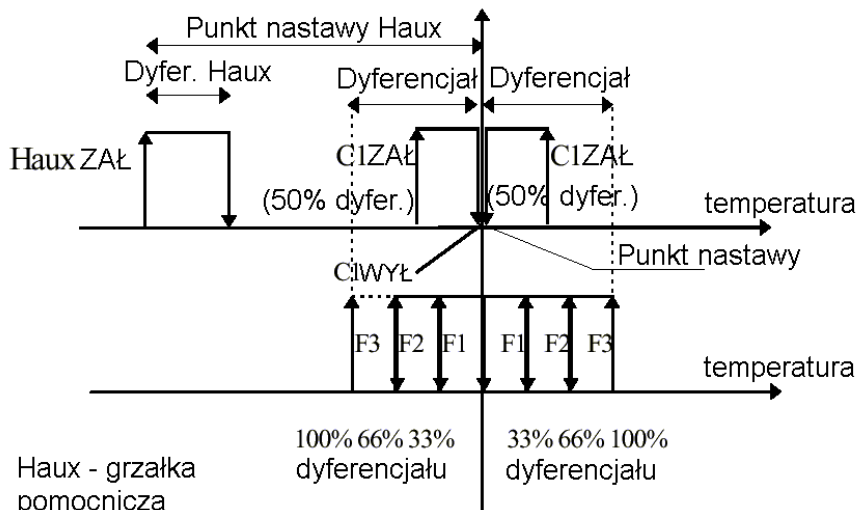 Punkt nastawy Haux
Dyfer. Haux
Dyferencjał
Dyferencjał
Haux ZAŁ
C1ZAŁ
(50% dyfer.)
C1ZAŁ
(50% dyfer.)
temperatura
Punkt nastawy
C1WYŁ
F3 F2 F1 F1 F2 F3
temperatura
100% 66% 33%
dyferencjału
33% 66% 100%
dyferencjału
Haux - grzałka
pomocnicza